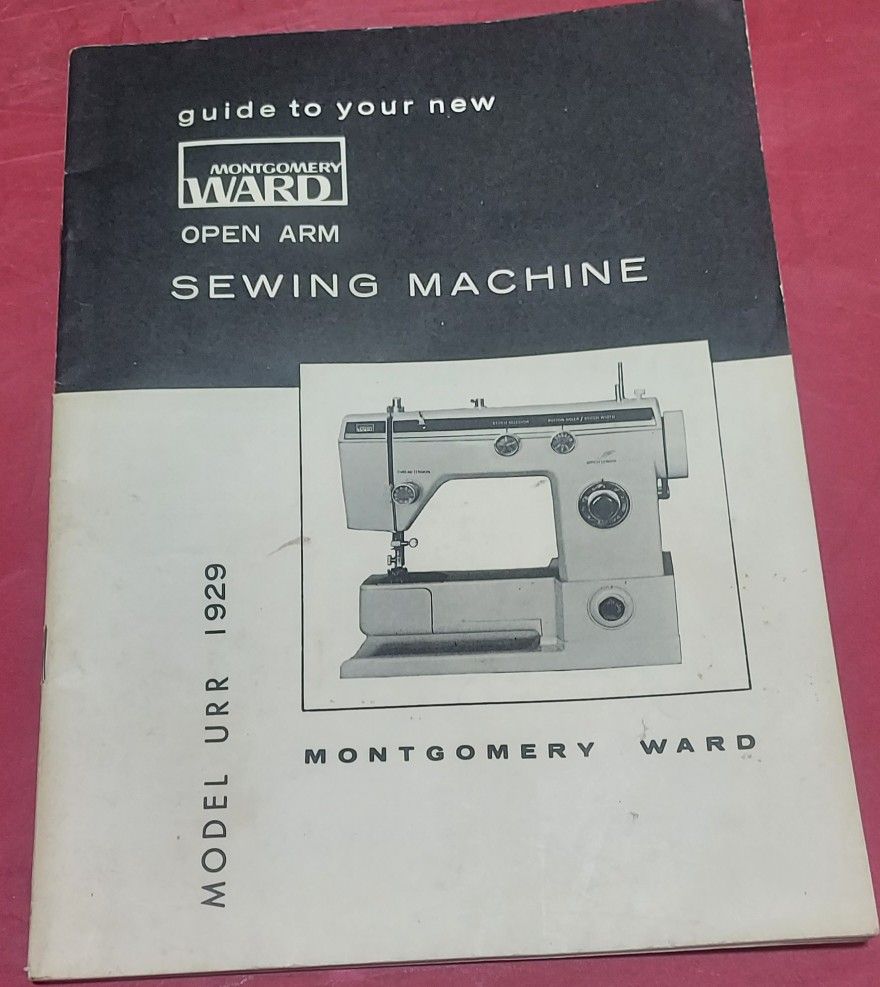 guide to your new
MONTGOMERY
WARD
OPEN ARM
SEWING MACHINE
MODEL URR 1929
MONTGOMERY WARD